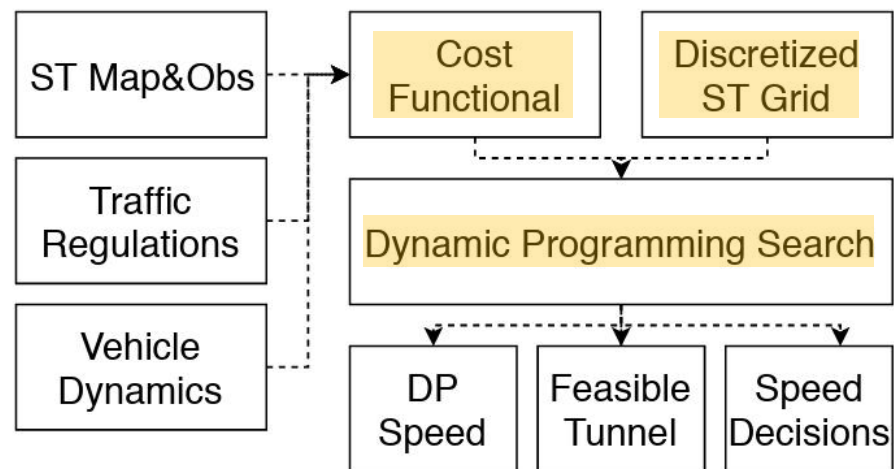 ST Map&Obs
Cost
Functional
Discretized
ST Grid
Traffic
Regulations
Dynamic Programming Search
Vehicle
Dynamics
DP
Speed
Feasible
Tunnel
Speed
Decisions